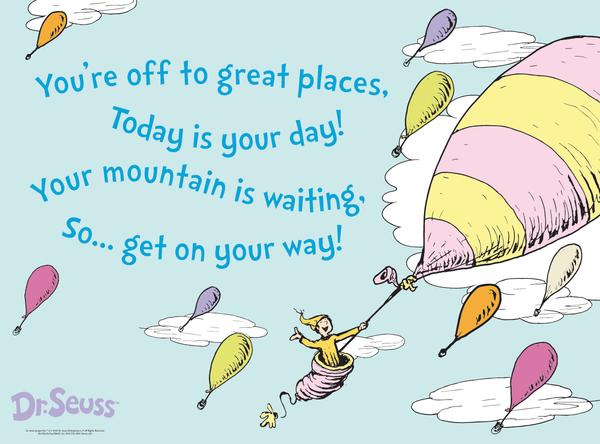 You're off to great places,
Today is your day!
Your mountain is waiting,
So... get on your way!
Dr. Seuss™